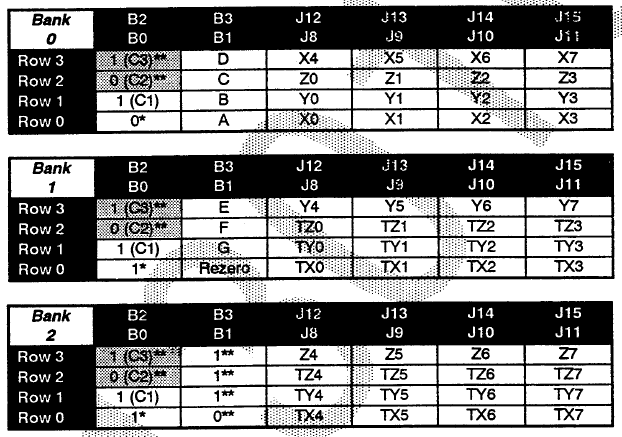 Bank B2 B3 J12 J13 J14 J15
0 B0 B1 J8 J9 J10 J11
Row 3 1 (C3)** D X4 X5 X6 X7
Row 2 0 (C2)** C Z0 Z1 Z2 Z3
Row 1 1 (C1) B Y0 Y1 Y2 Y3
Row 0 0* A X0 X1 X2 X3
Bank B2 B3 J12 J13 J14 J15
1 B0 B1 J8 J9 J10 J11
Row 3 1 (C3)** E Y4 Y5 Y6 Y7
Row 2 0 (C2)** F TZ0 TZ1 TZ2 TZ3
Row 1 1 (C1) G TY0 TY1 TY2 TY3
Row 0 1* Rezero TX0 TX1 TX2 TX3
Bank B2 B3 J12 J13 J14 J15
2 B0 B1 J8 J9 J10 J11
Row 3 1 (C3)** 1** Z4 Z5 Z6 Z7
Row 2 0 (C2)** 1** TZ4 TZ5 TZ6 TZ7
Row 1 1 (C1) 1** TY4 TY5 TY6 TY7
Row 0 1* 0** TX4 TX5 TX6 TX7